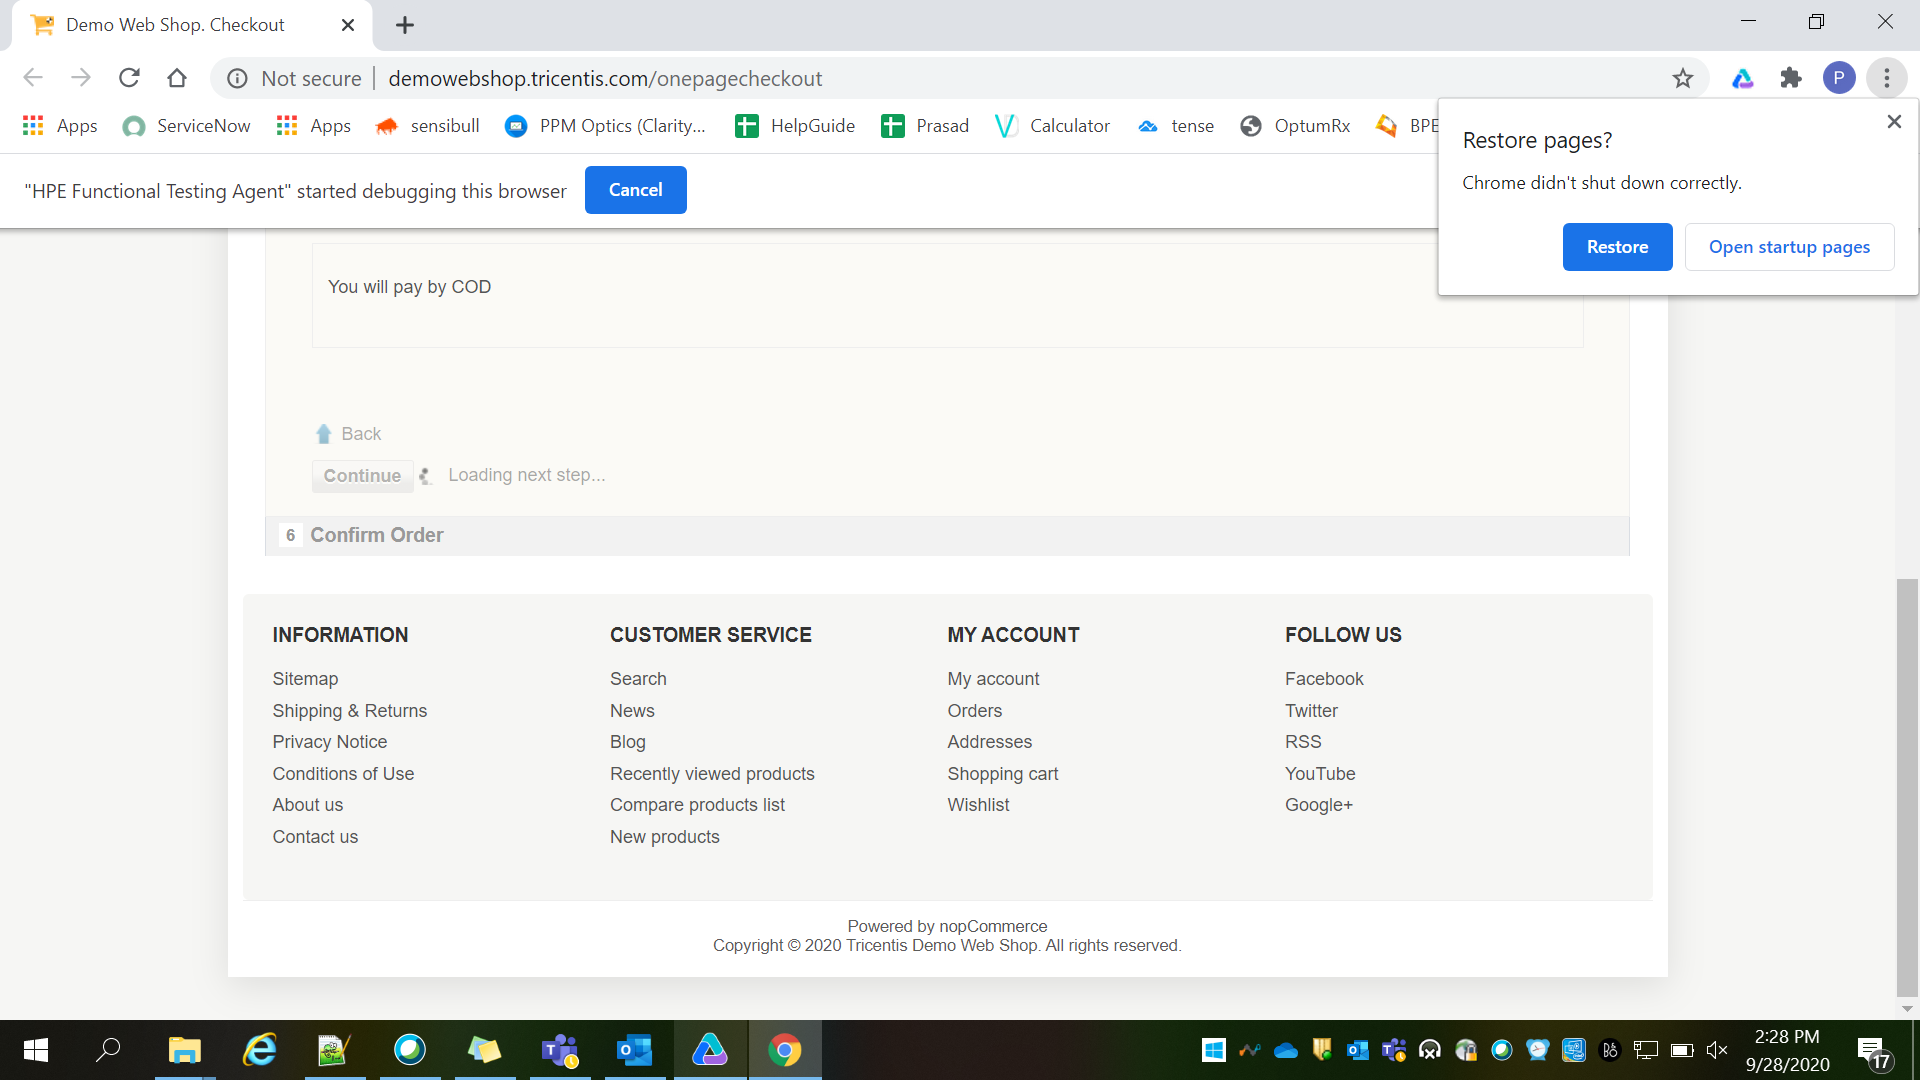 Demo Web Shop. Checkout
Not secure
demowebshop.tricentis.com/onepagecheckout
P
Apps
ServiceNow
Apps
sensibull
PPM Optics (Clarity...
HelpGuide
Prasad
Calculator
tense
OptumRx
BPE
Restore pages?
Chrome didn't shut down correctly.
Restore
Open startup pages
"HPE Functional Testing Agent" started debugging this browser
Cancel
You will pay by COD
Back
Continue
Loading next step...
6 Confirm Order
INFORMATION
Sitemap
Shipping & Returns
Privacy Notice
Conditions of Use
About us
Contact us
CUSTOMER SERVICE
Search
News
Blog
Recently viewed products
Compare products list
New products
MY ACCOUNT
My account
Orders
Addresses
Shopping cart
Wishlist
FOLLOW US
Facebook
Twitter
RSS
YouTube
Google+
Powered by nopCommerce
Copyright © 2020 Tricentis Demo Web Shop. All rights reserved.
2:28 PM
9/28/2020
17